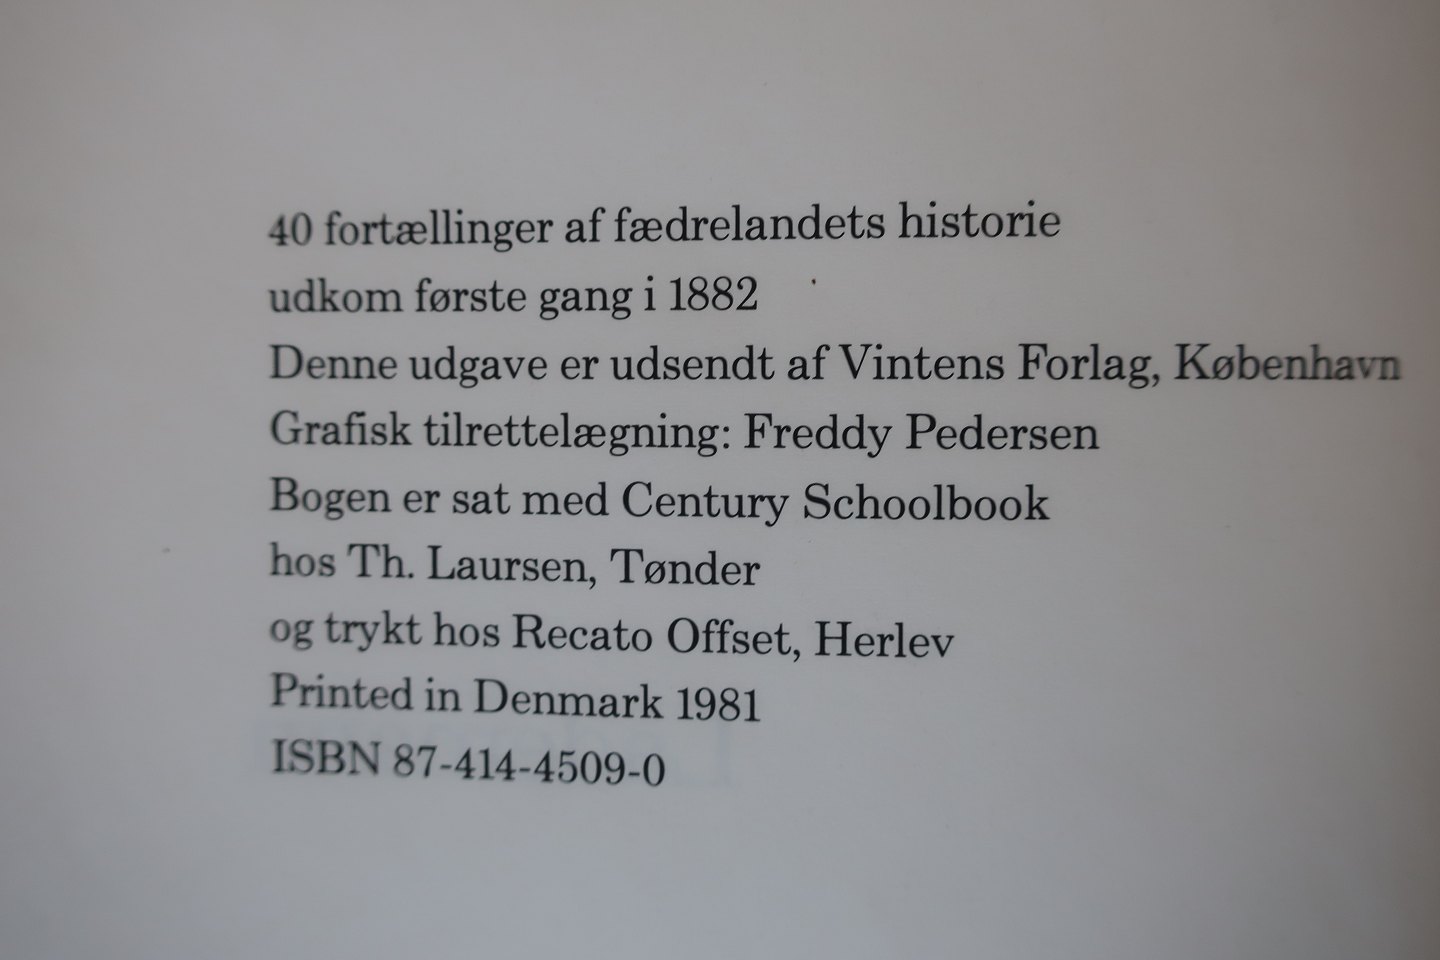 40 fortællinger af fædrelandets historie
udkom første gang i 1882
Denne udgave er udsendt af Vintens Forlag, København
Grafisk tilrettelægning: Freddy Pedersen
Bogen er sat med Century Schoolbook
hos Th. Laursen, Tønder
og trykt hos Recato Offset, Herlev
Printed in Denmark 1981
ISBN 87-414-4509-0